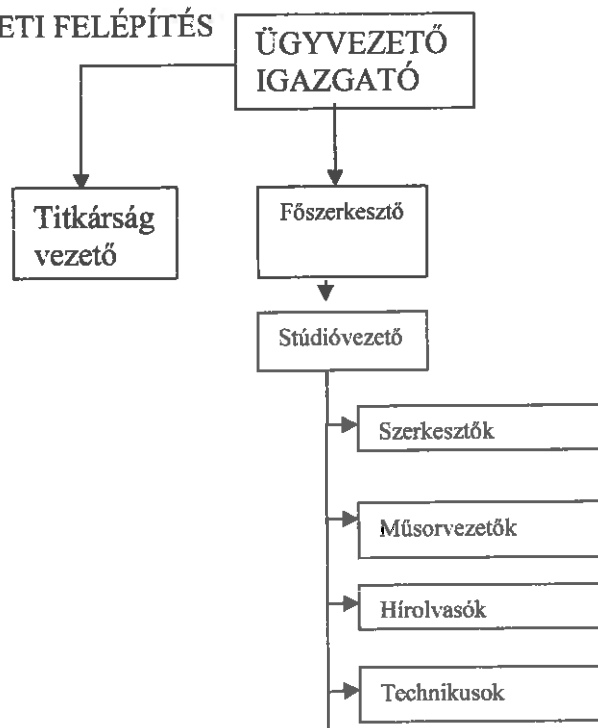 ETI FELÉPÍTÉS
ÜGYVEZETŐ
IGAZGATÓ
Titkárság
vezető
Főszerkesztő
Stúdióvezető
Szerkesztők
Műsorvezetők
Hírolvasók
Technikusok